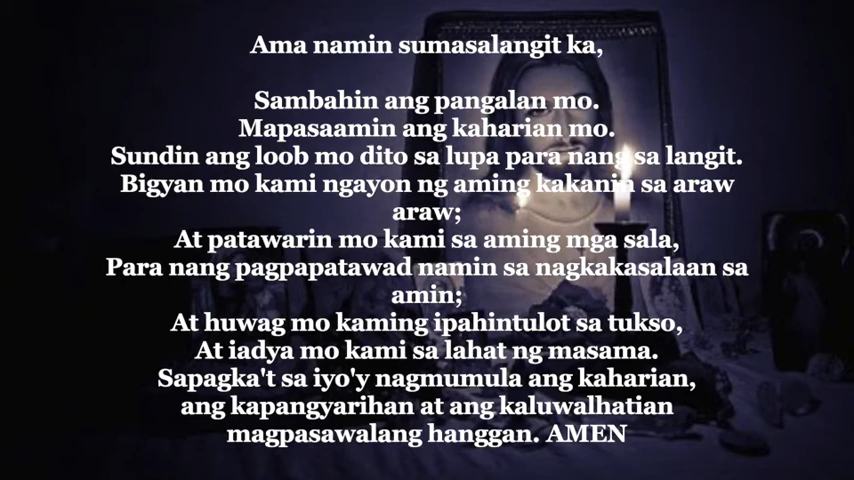 Ama namin sumasalangit ka,
Sambahin ang pangalan mo.
Mapasaamin ang kaharian mo.
Sundin ang loob mo dito sa lupa para nang sa langit.
Bigyan mo kami ngayon ng aming kakanin sa araw
araw;
At patawarin mo kami sa aming mga sala,
Para nang pagpapatawad namin sa nagkakasalaan sa
amin;
At huwag mo kaming ipahintulot sa tukso,
At iadya mo kami sa lahat ng masama.
Sapagka't sa iyo'y nagmumula ang kaharian,
ang kapangyarihan at ang kaluwalhatian
magpasawalang hanggan. AMEN